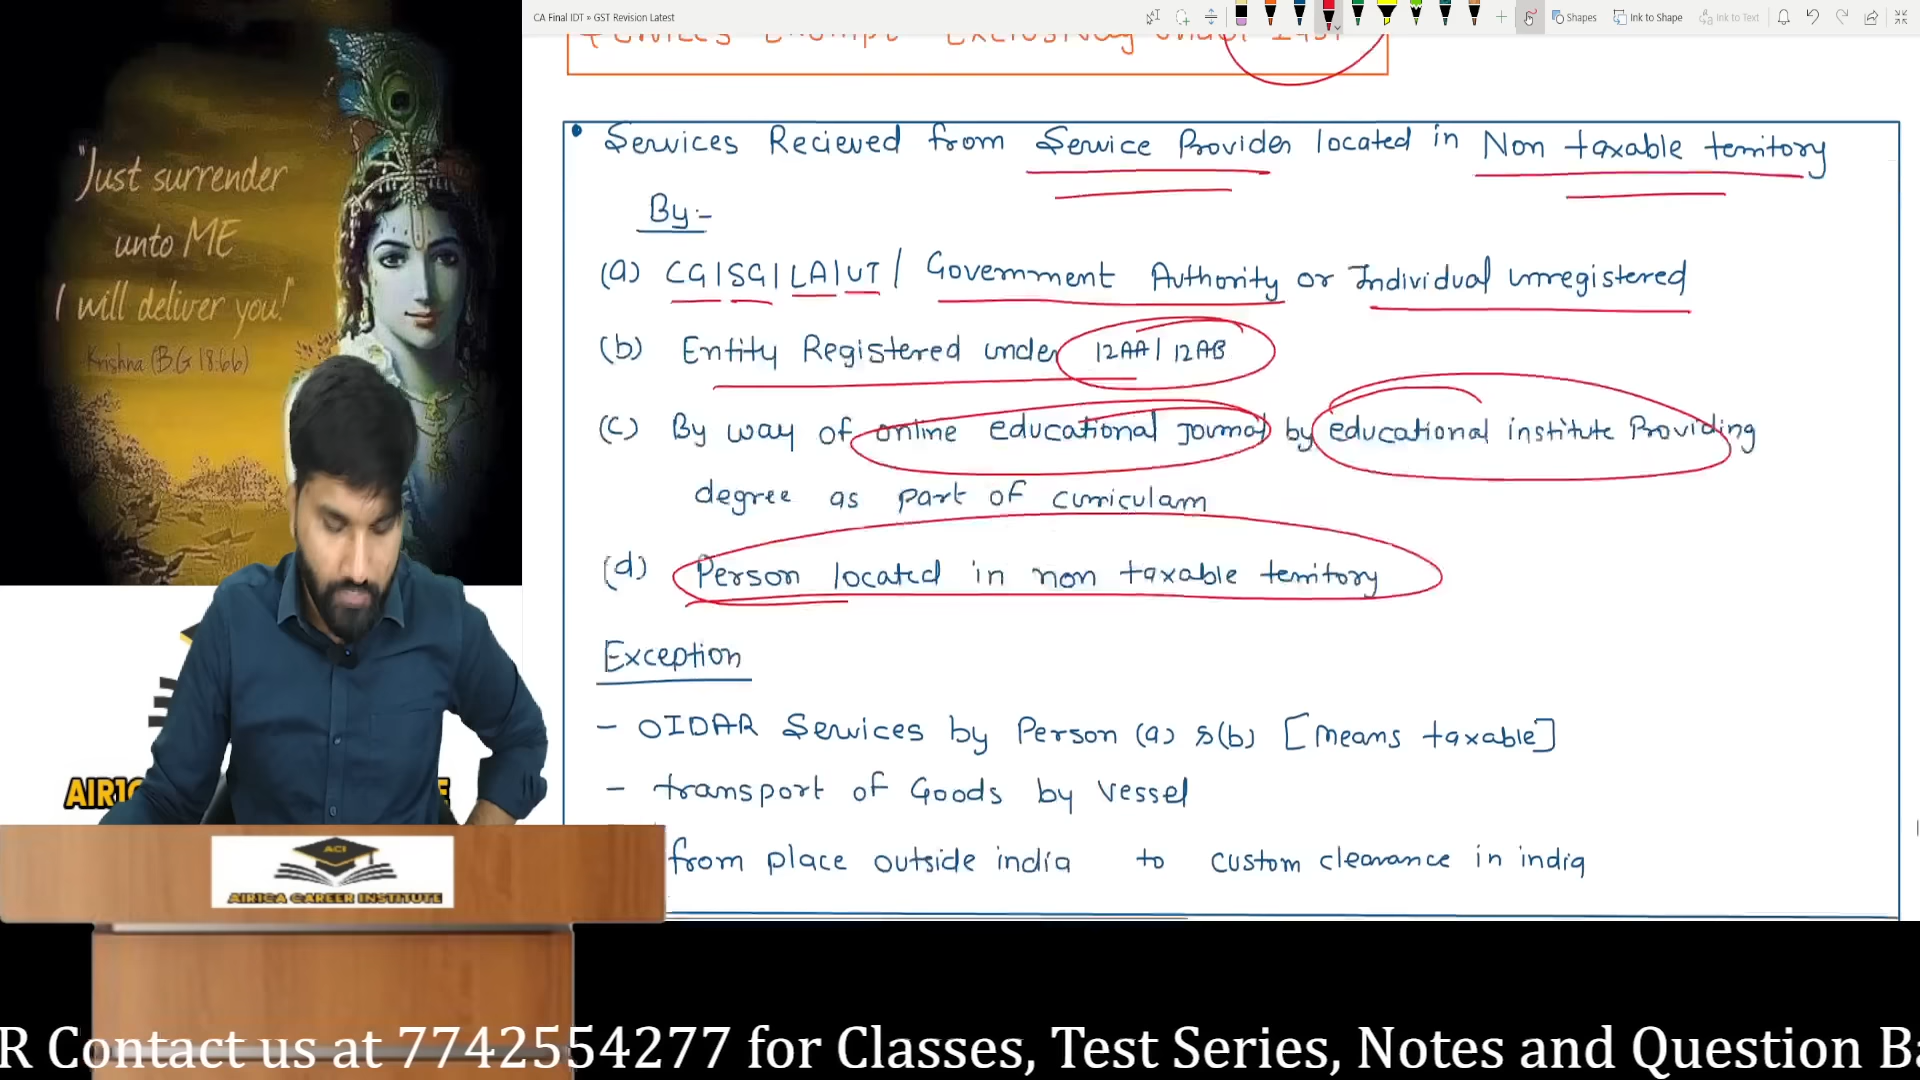 CA Final IDT » GST Revision Latest
Shapes
Ink to Shape
Ink to Text
"Just surrender
unto ME
I will deliver you!"
Krishna (B.G 18:66)
• Services Recieved from Service Provider located in Non taxable territory
By:-
(a) CG|SG|LA|UT / Government Authority or Individual unregistered
(b) Entity Registered under 12AA | 12AB
(c) By way of online educational journal by educational institute Providing
degree as part of curriculam
(d) Person located in non taxable territory
Exception
- OIDAR Services by Person (a) &(b) [Means taxable]
- transport of Goods by Vessel
from place outside india to custom clearance in india
ACI
AIR1CA CAREER INSTITUTE
R Contact us at 7742554277 for Classes, Test Series, Notes and Question Ba